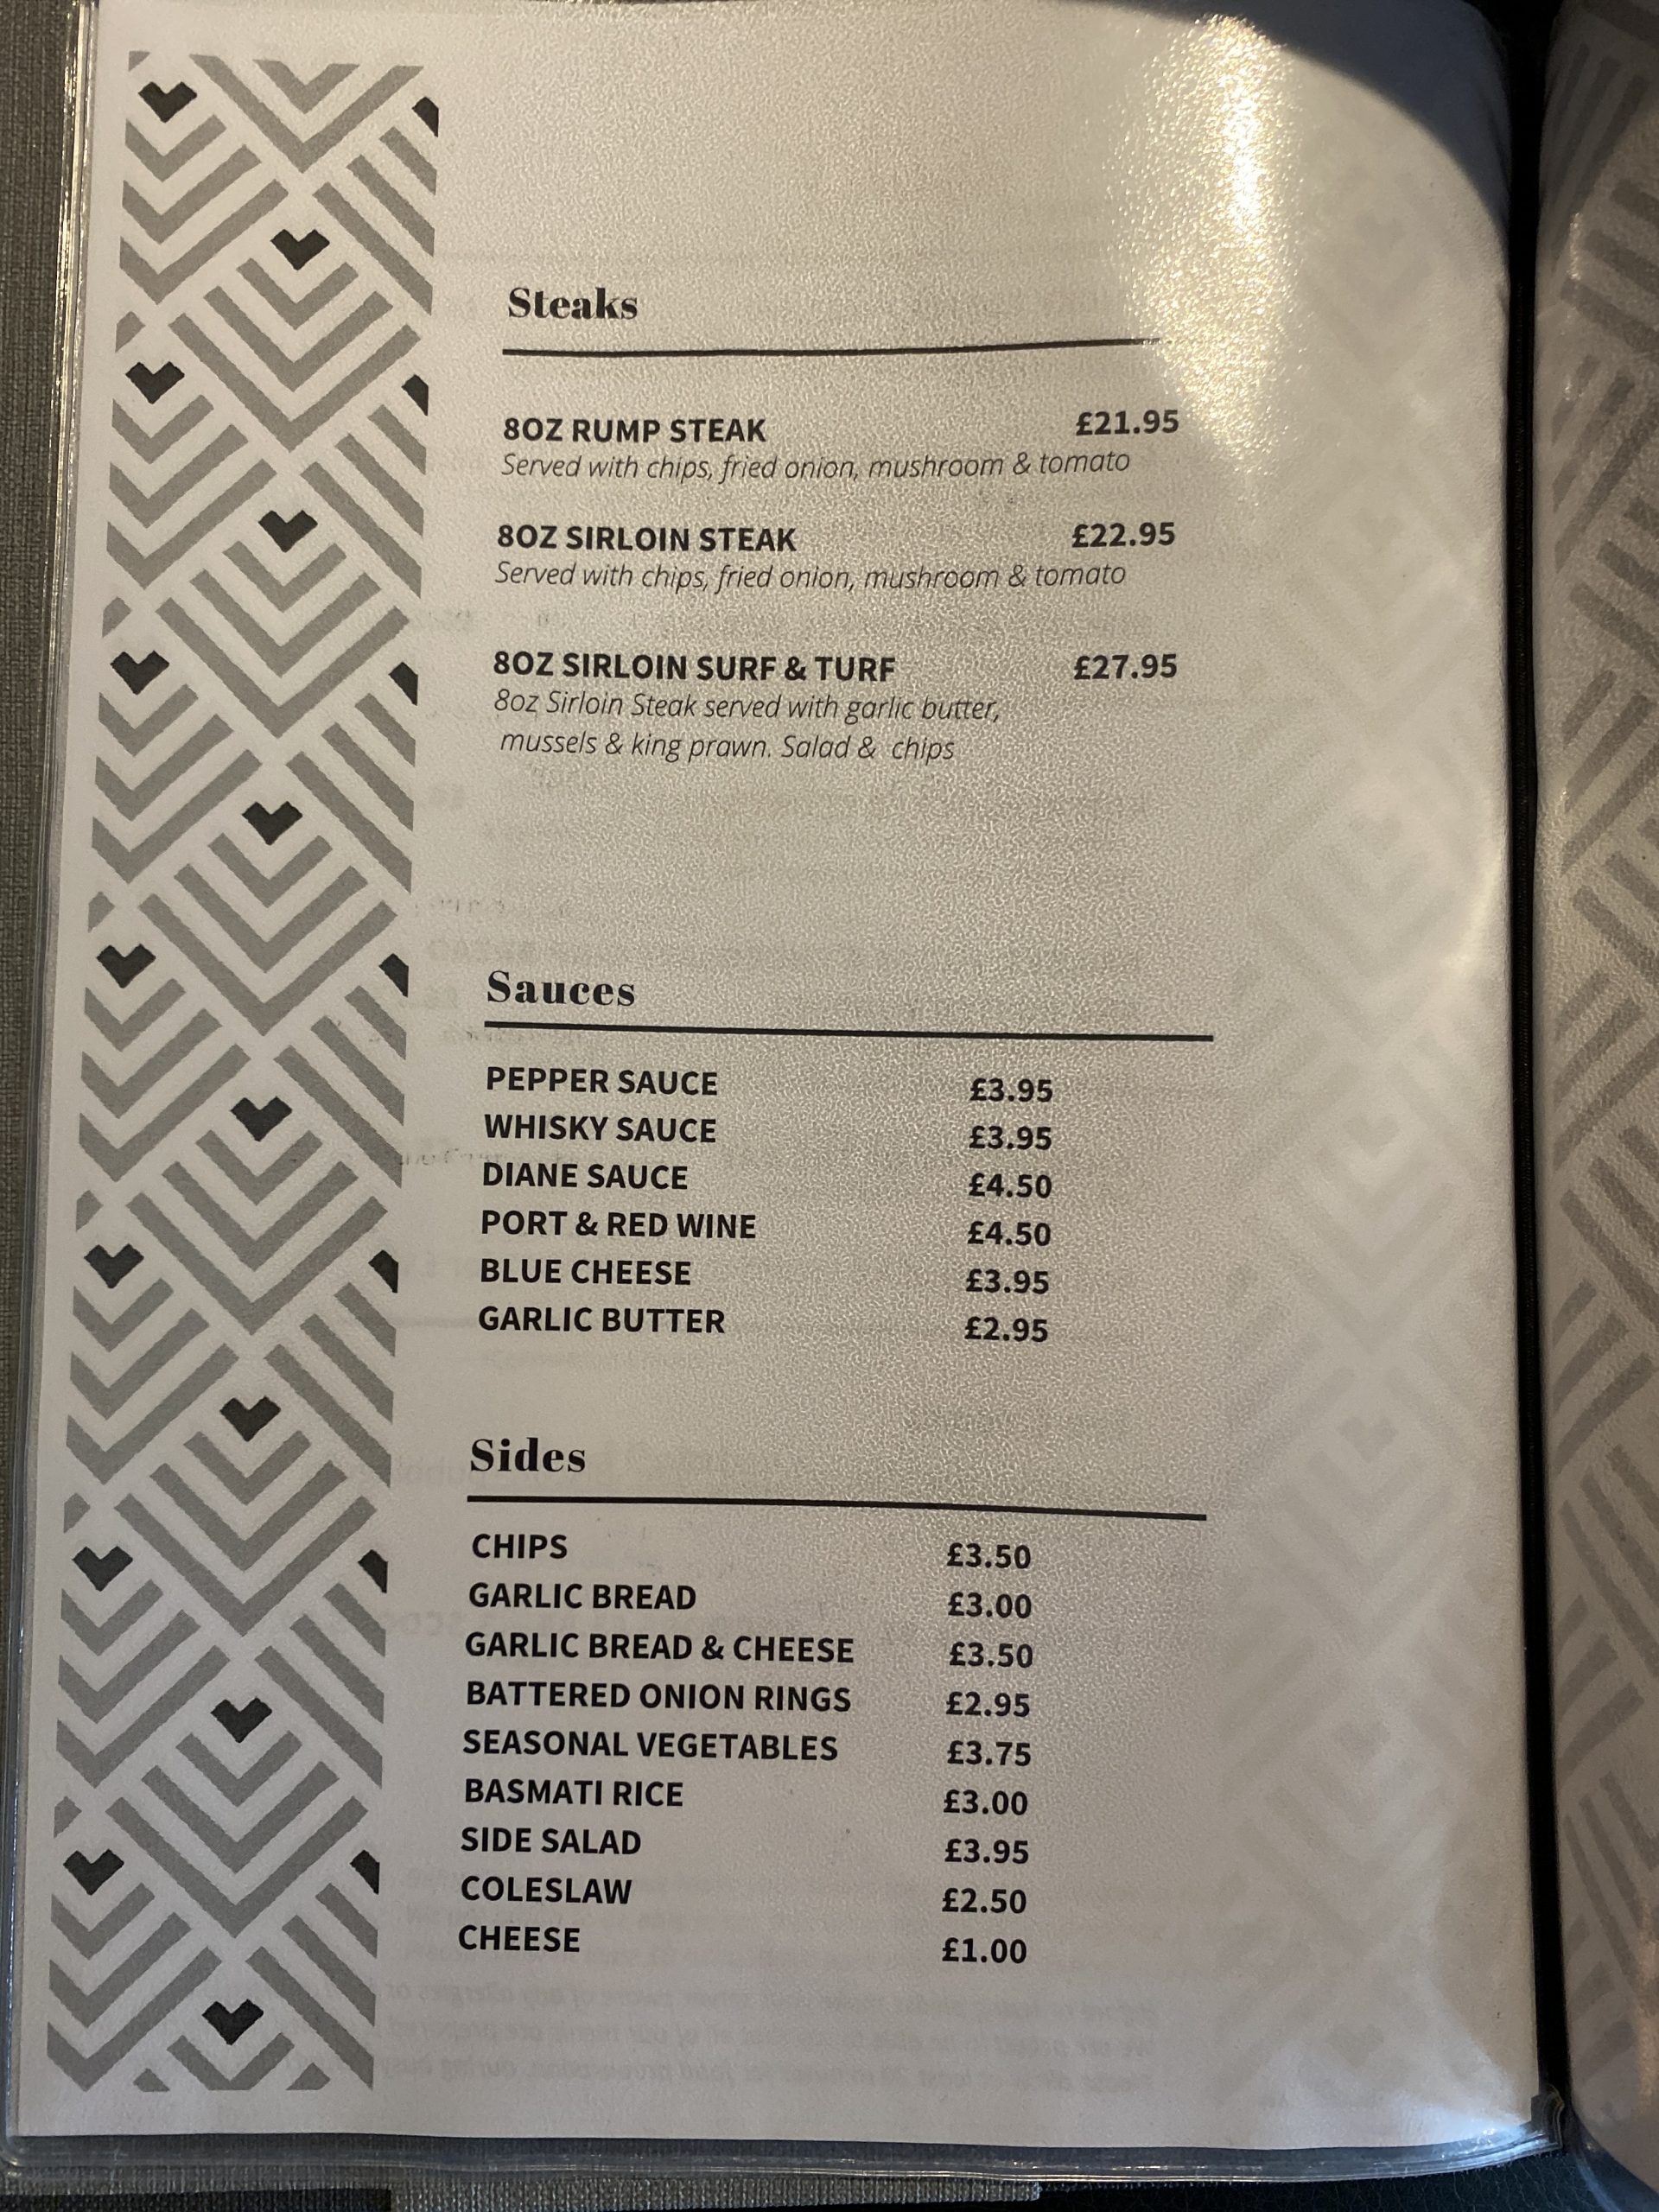 Steaks
8OZ RUMP STEAK £21.95
Served with chips, fried onion, mushroom & tomato
8OZ SIRLOIN STEAK £22.95
Served with chips, fried onion, mushroom & tomato
8OZ SIRLOIN SURF & TURF £27.95
8oz Sirloin Steak served with garlic butter,
mussels & king prawn. Salad & chips
Sauces
PEPPER SAUCE £3.95
WHISKY SAUCE £3.95
DIANE SAUCE £4.50
PORT & RED WINE £4.50
BLUE CHEESE £3.95
GARLIC BUTTER £2.95
Sides
CHIPS £3.50
GARLIC BREAD £3.00
GARLIC BREAD & CHEESE £3.50
BATTERED ONION RINGS £2.95
SEASONAL VEGETABLES £3.75
BASMATI RICE £3.00
SIDE SALAD £3.95
COLESLAW £2.50
CHEESE £1.00